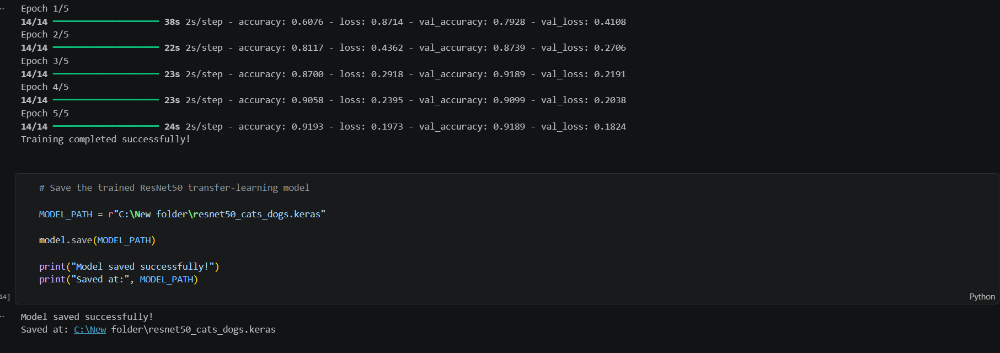 Epoch 1/5
14/14 38s 2s/step - accuracy: 0.6076 - loss: 0.8714 - val_accuracy: 0.7928 - val_loss: 0.4108
Epoch 2/5
14/14 22s 2s/step - accuracy: 0.8117 - loss: 0.4362 - val_accuracy: 0.8739 - val_loss: 0.2706
Epoch 3/5
14/14 23s 2s/step - accuracy: 0.8700 - loss: 0.2918 - val_accuracy: 0.9189 - val_loss: 0.2191
Epoch 4/5
14/14 23s 2s/step - accuracy: 0.9058 - loss: 0.2395 - val_accuracy: 0.9099 - val_loss: 0.2038
Epoch 5/5
14/14 24s 2s/step - accuracy: 0.9193 - loss: 0.1973 - val_accuracy: 0.9189 - val_loss: 0.1824
Training completed successfully!
# Save the trained ResNet50 transfer-learning model
MODEL_PATH = r"C:\New folder\resnet50_cats_dogs.keras"
model.save(MODEL_PATH)
print("Model saved successfully!")
print("Saved at:", MODEL_PATH)
14]
Python
Model saved successfully!
Saved at: C:\New folder\resnet50_cats_dogs.keras